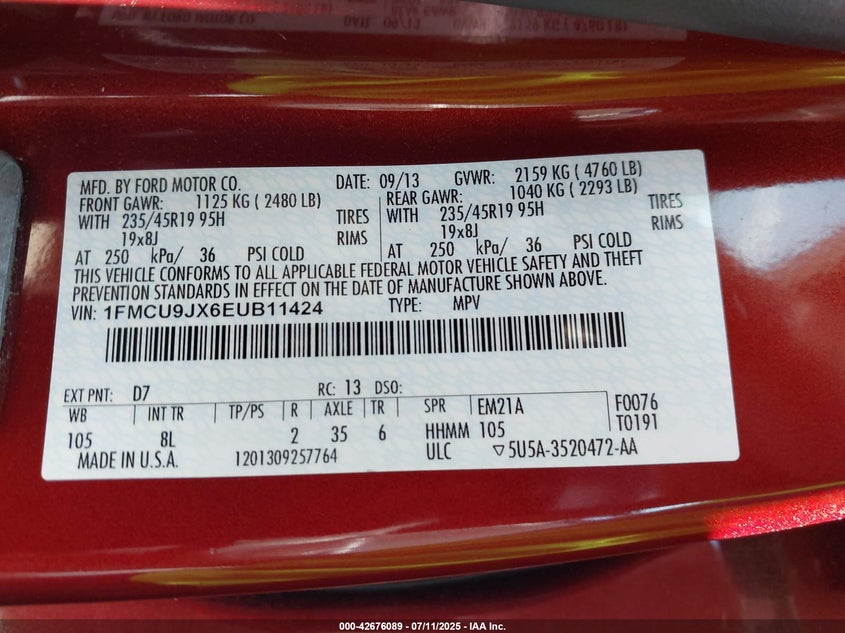 MFD. BY FORD MOTOR CO. DATE: 09/13 GVWR: 2159 KG ( 4760 LB)
FRONT GAWR: 1125 KG ( 2480 LB) REAR GAWR: 1040 KG ( 2293 LB)
WITH 235/45R19 95H TIRES WITH 235/45R19 95H TIRES
19x8J RIMS 19x8J RIMS
AT 250 kPa/ 36 PSI COLD AT 250 kPa/ 36 PSI COLD
THIS VEHICLE CONFORMS TO ALL APPLICABLE FEDERAL MOTOR VEHICLE SAFETY AND THEFT
PREVENTION STANDARDS IN EFFECT ON THE DATE OF MANUFACTURE SHOWN ABOVE.
VIN: 1FMCU9JX6EUB11424 TYPE: MPV
EXT PNT: D7 RC: 13 DSO:
WB INT TR TP/PS R AXLE TR SPR EM21A F0076
105 8L 2 35 6 HHMM 105 T0191
MADE IN U.S.A. 1201309257764 ULC ▽5U5A-3520472-AA
000-42676089 - 07/11/2025 - IAA Inc.